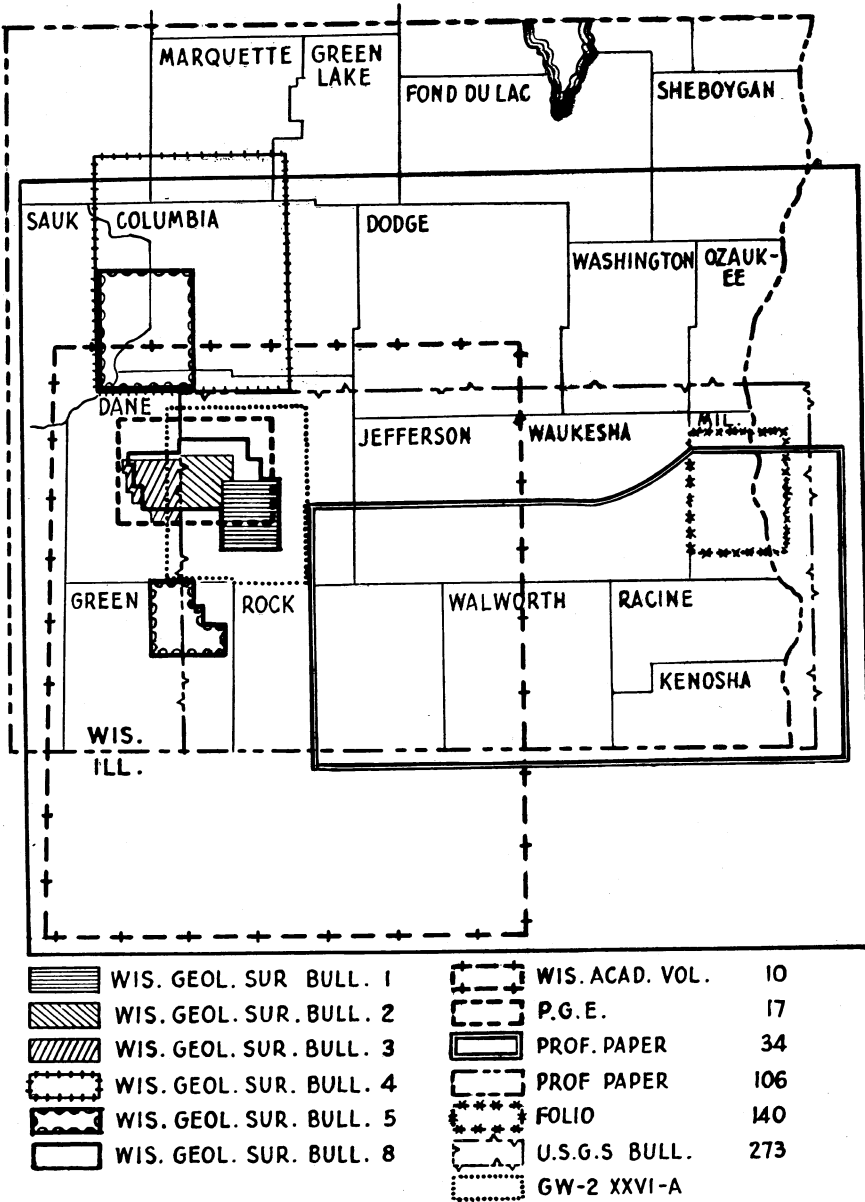 MARQUETTE
GREEN
LAKE
FOND DU LAC
SHEBOYGAN
SAUK
COLUMBIA
DODGE
WASHINGTON
OZAUK-
EE
DANE
JEFFERSON
WAUKESHA
MIL.
GREEN
ROCK
WALWORTH
RACINE
KENOSHA
WIS.
ILL.
WIS. GEOL. SUR BULL. 1
WIS. GEOL. SUR. BULL. 2
WIS. GEOL. SUR. BULL. 3
WIS. GEOL. SUR. BULL. 4
WIS. GEOL. SUR. BULL. 5
WIS. GEOL. SUR. BULL. 8
WIS. ACAD. VOL. 10
P.G.E. 17
PROF. PAPER 34
PROF PAPER 106
FOLIO 140
U.S.G.S BULL. 273
GW-2 XXVI-A